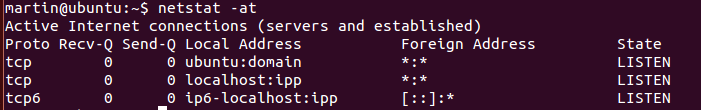 martin@ubuntu:~$ netstat -at
Active Internet connections (servers and established)
Proto Recv-Q Send-Q Local Address           Foreign Address         State
tcp        0      0 ubuntu:domain           *:*                     LISTEN
tcp        0      0 localhost:ipp           *:*                     LISTEN
tcp6       0      0 ip6-localhost:ipp       [::]:*                  LISTEN